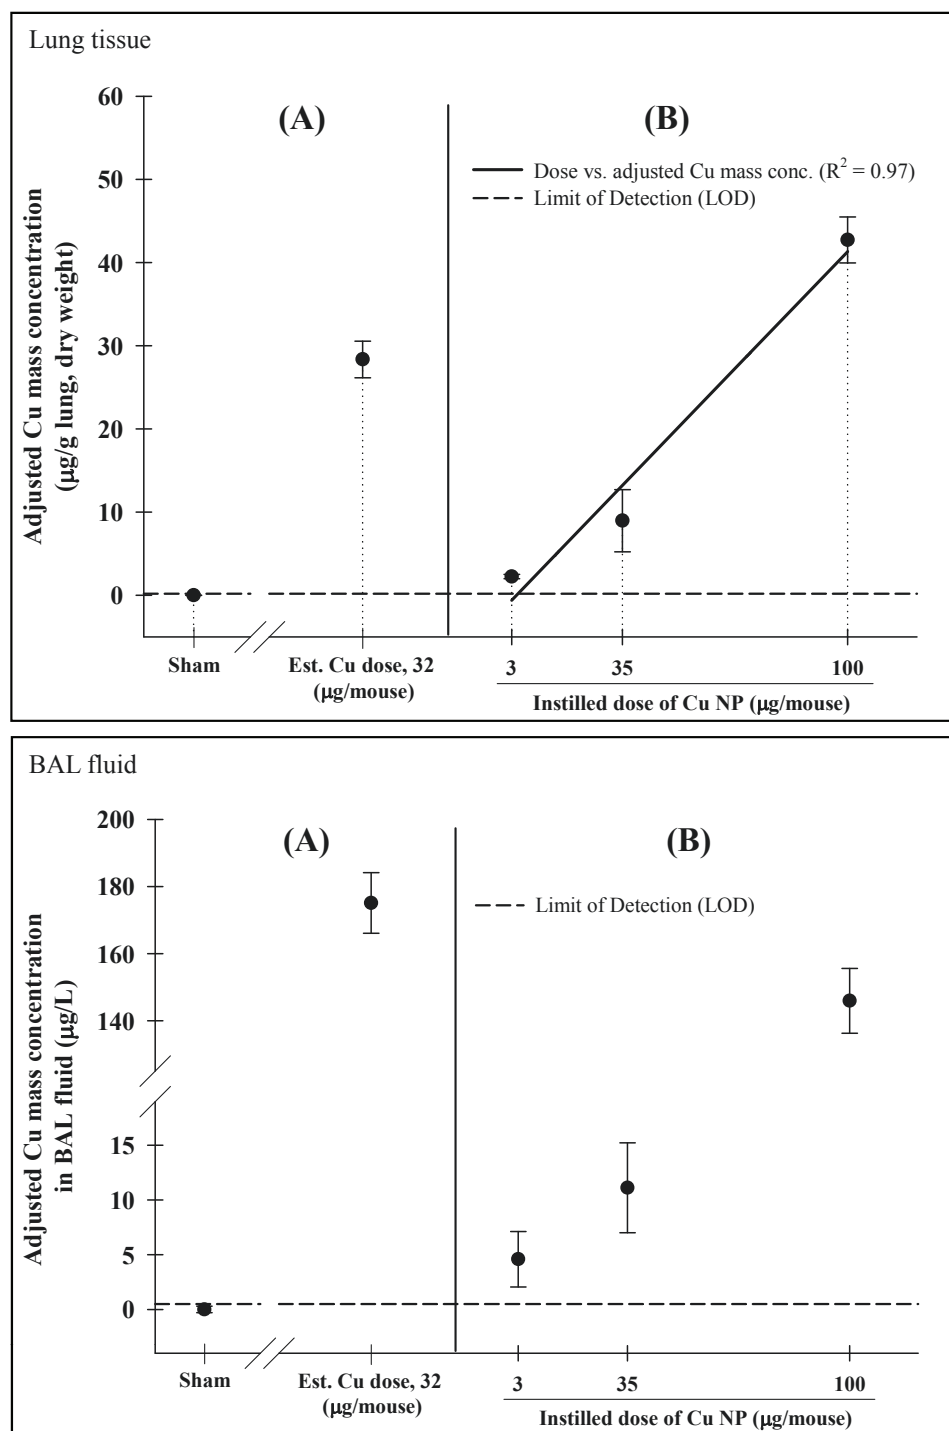 Lung tissue
(A)
(B)
60
50
40
30
20
10
0
Adjusted Cu mass concentration
(μg/g lung, dry weight)
Dose vs. adjusted Cu mass conc. (R² = 0.97)
Limit of Detection (LOD)
Sham
Est. Cu dose, 32
(μg/mouse)
3
35
100
Instilled dose of Cu NP (μg/mouse)
BAL fluid
(A)
(B)
200
180
160
140
15
10
5
0
Adjusted Cu mass concentration
in BAL fluid (μg/L)
Limit of Detection (LOD)
Sham
Est. Cu dose, 32
(μg/mouse)
3
35
100
Instilled dose of Cu NP (μg/mouse)